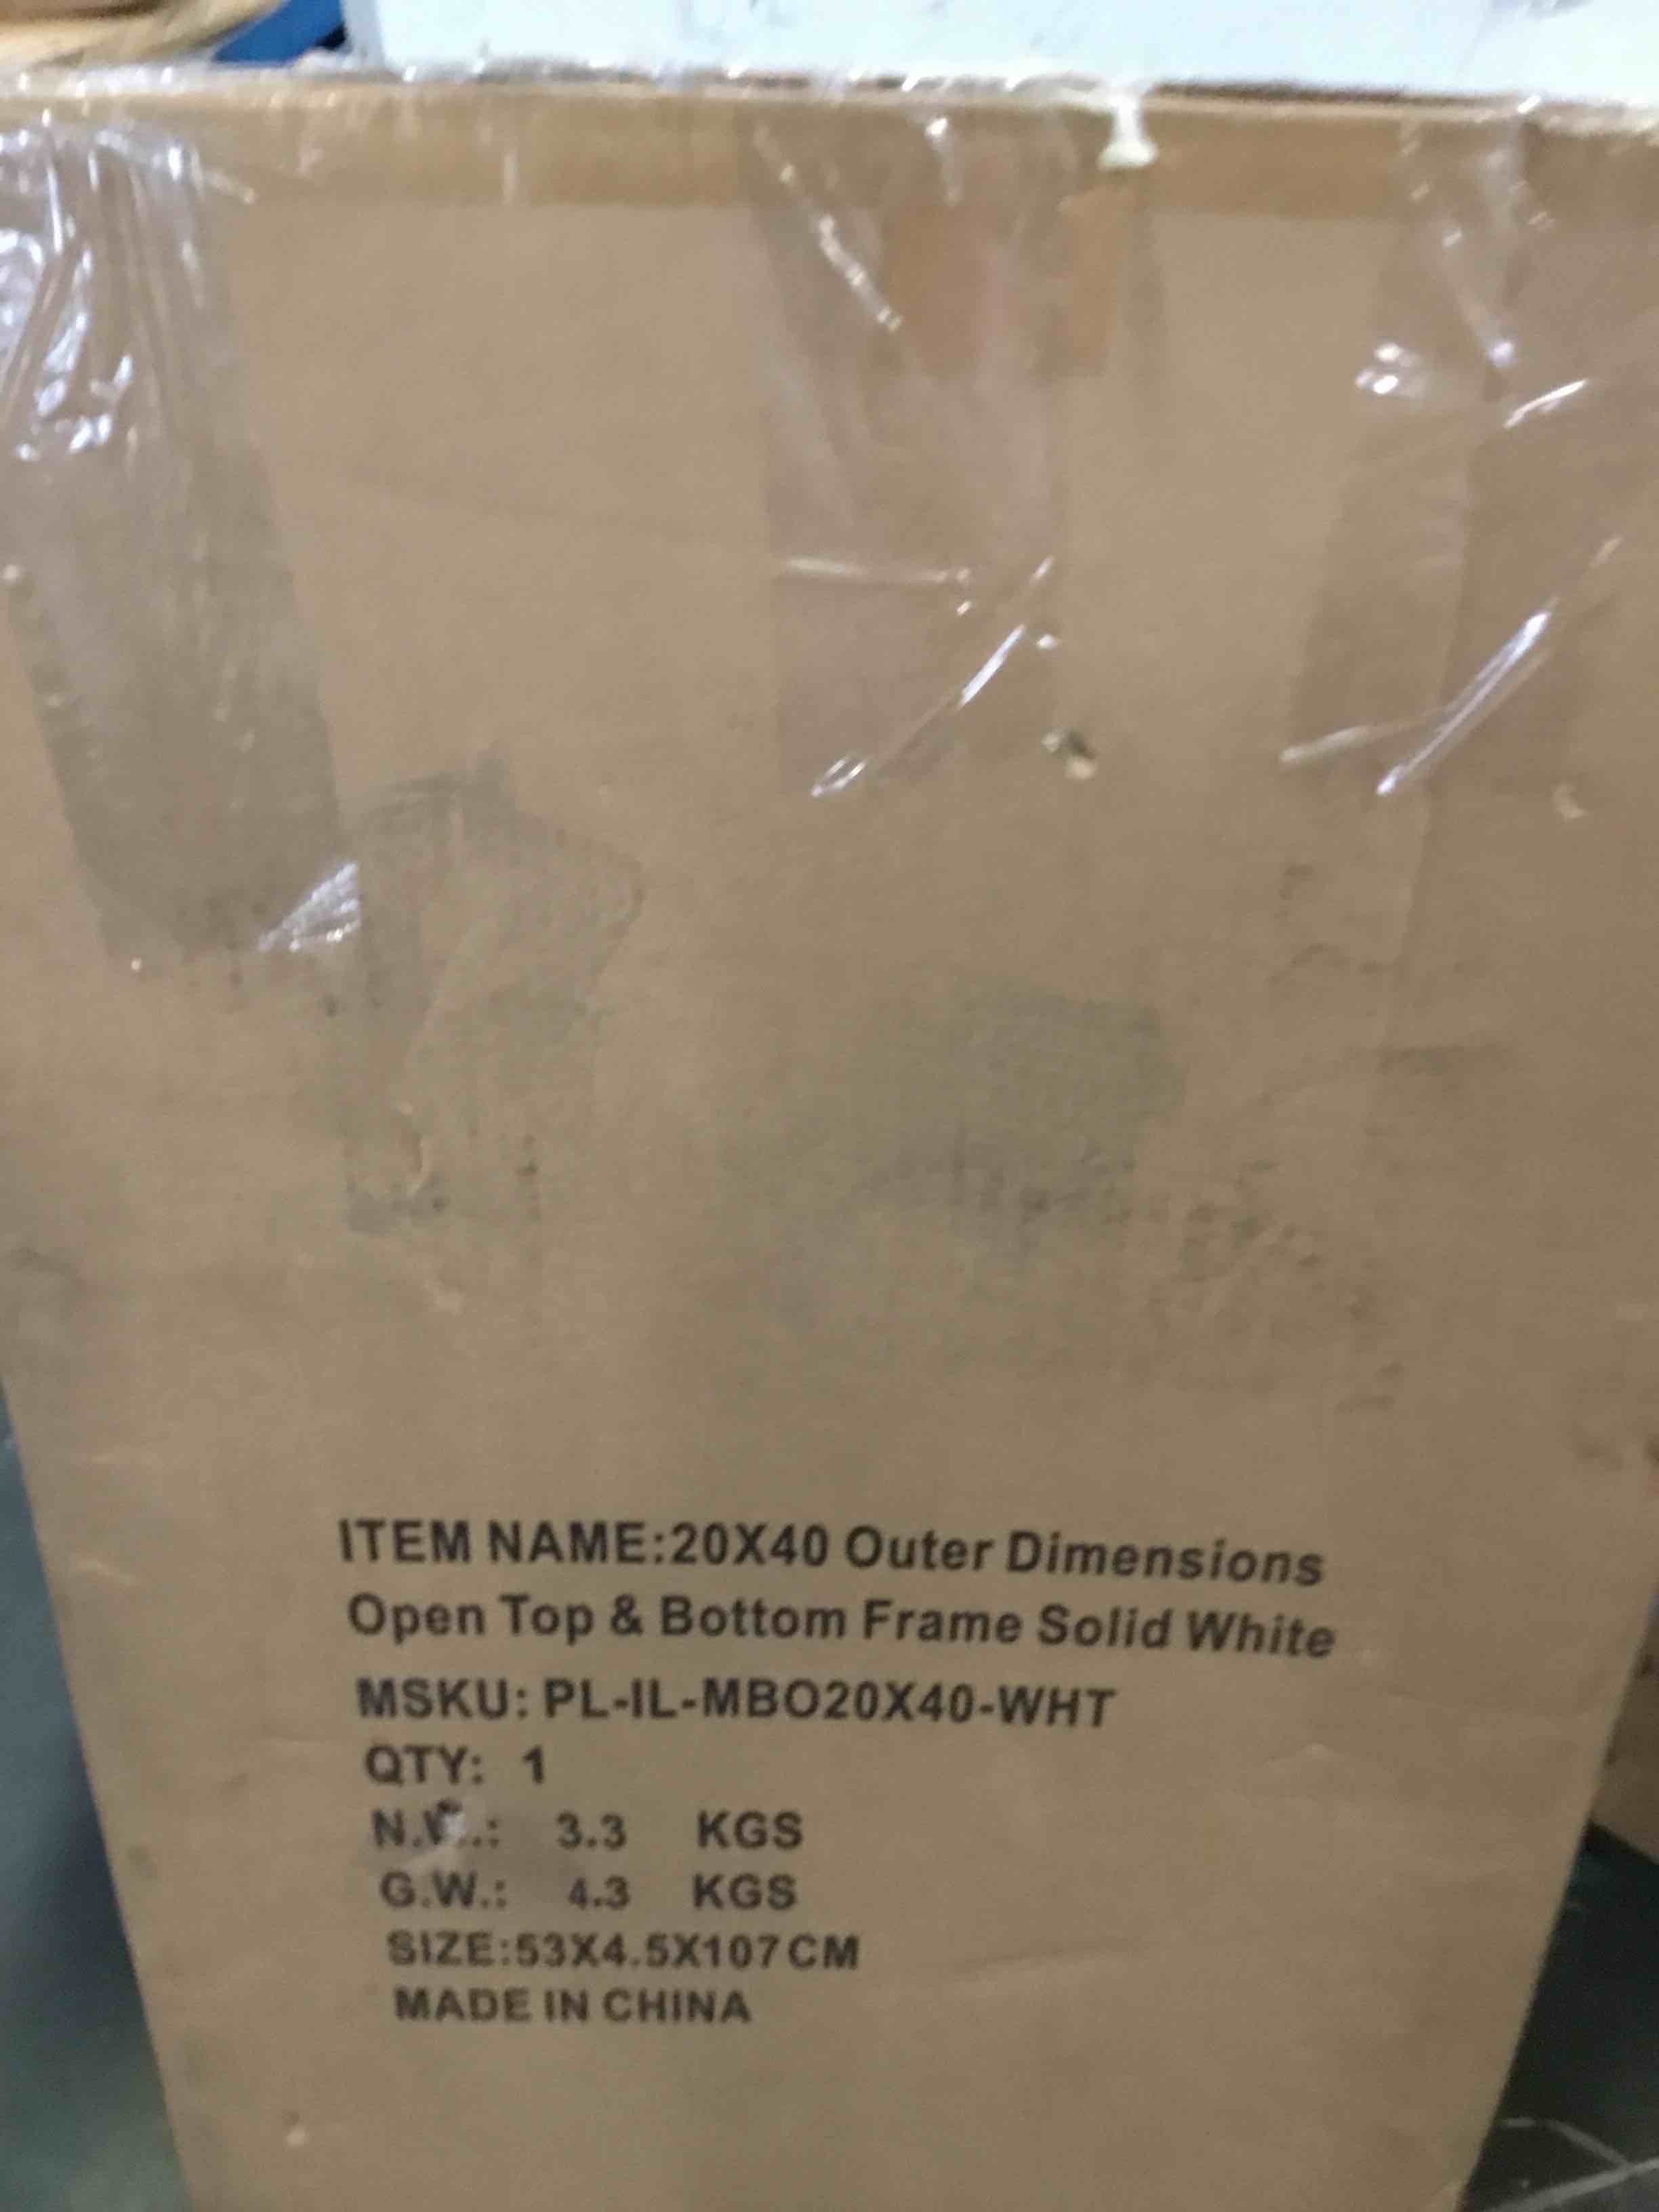 ITEM NAME:20X40 Outer Dimensions
Open Top & Bottom Frame Solid White
MSKU: PL-IL-MBO20X40-WHT
QTY: 1
N.W.: 3.3 KGS
G.W.: 4.3 KGS
SIZE:53X4.5X107CM
MADE IN CHINA